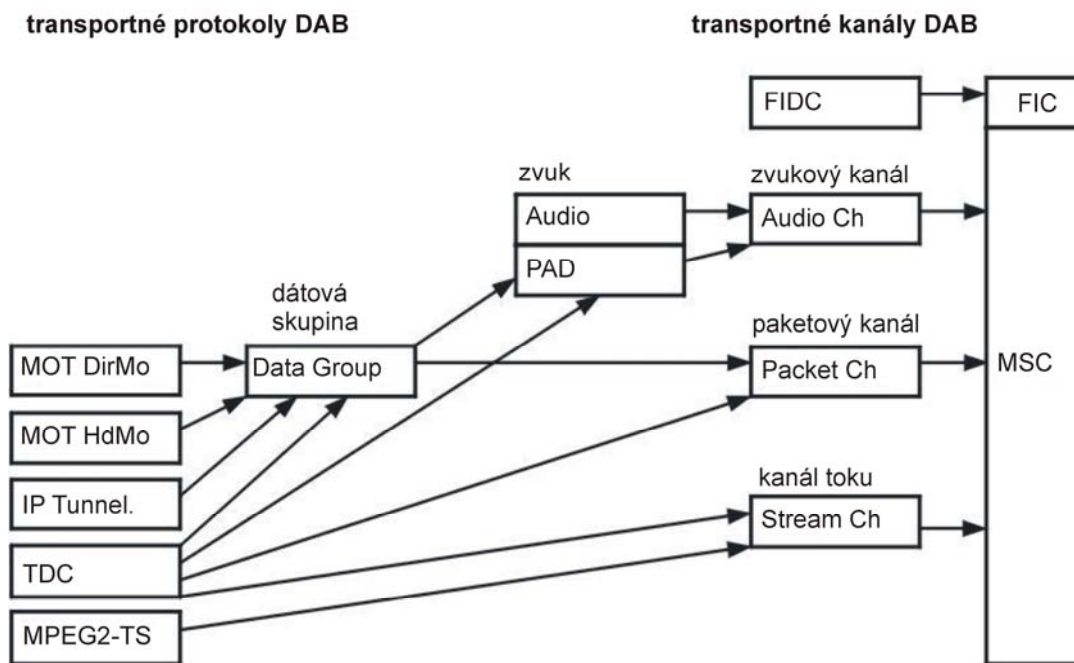 transportné protokoly DAB
transportné kanály DAB
FIDC
FIC
zvuk
zvukový kanál
Audio
Audio Ch
PAD
dátová
skupina
paketový kanál
MOT DirMo
Data Group
Packet Ch
MSC
MOT HdMo
kanál toku
IP Tunnel.
Stream Ch
TDC
MPEG2-TS